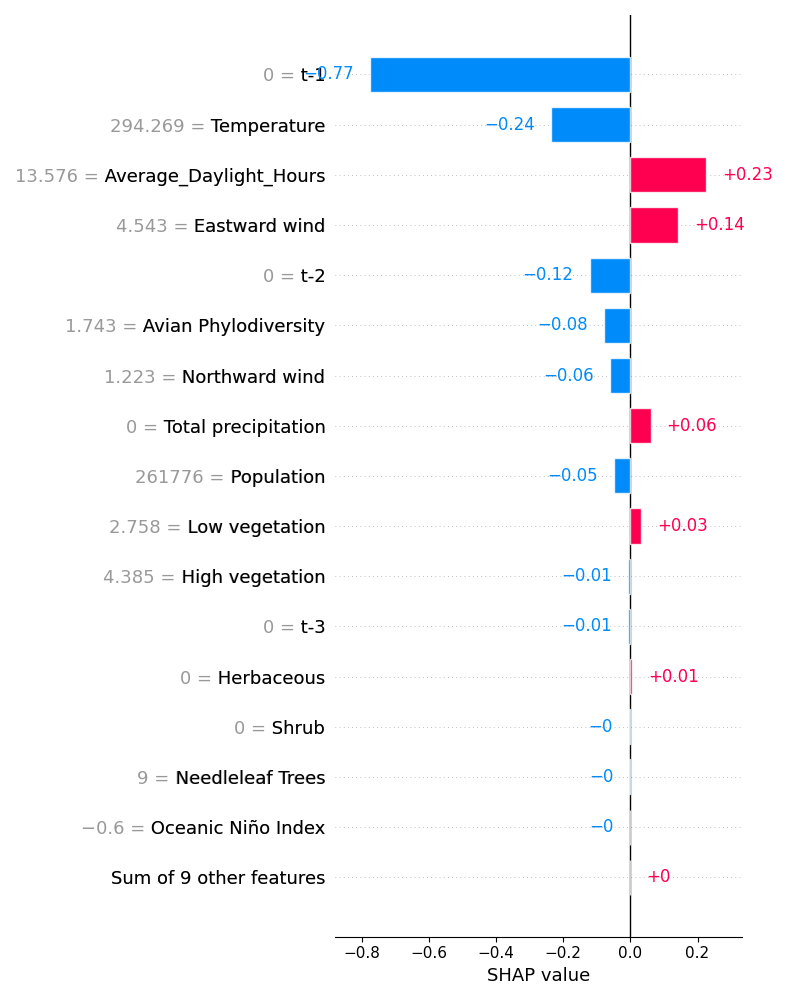 0 = t-1 −0.77
294.269 = Temperature −0.24
13.576 = Average_Daylight_Hours +0.23
4.543 = Eastward wind +0.14
0 = t-2 −0.12
1.743 = Avian Phylodiversity −0.08
1.223 = Northward wind −0.06
0 = Total precipitation +0.06
261776 = Population −0.05
2.758 = Low vegetation +0.03
4.385 = High vegetation −0.01
0 = t-3 −0.01
0 = Herbaceous +0.01
0 = Shrub −0
9 = Needleleaf Trees −0
−0.6 = Oceanic Niño Index −0
Sum of 9 other features +0
−0.8 −0.6 −0.4 −0.2 0.0 0.2
SHAP value